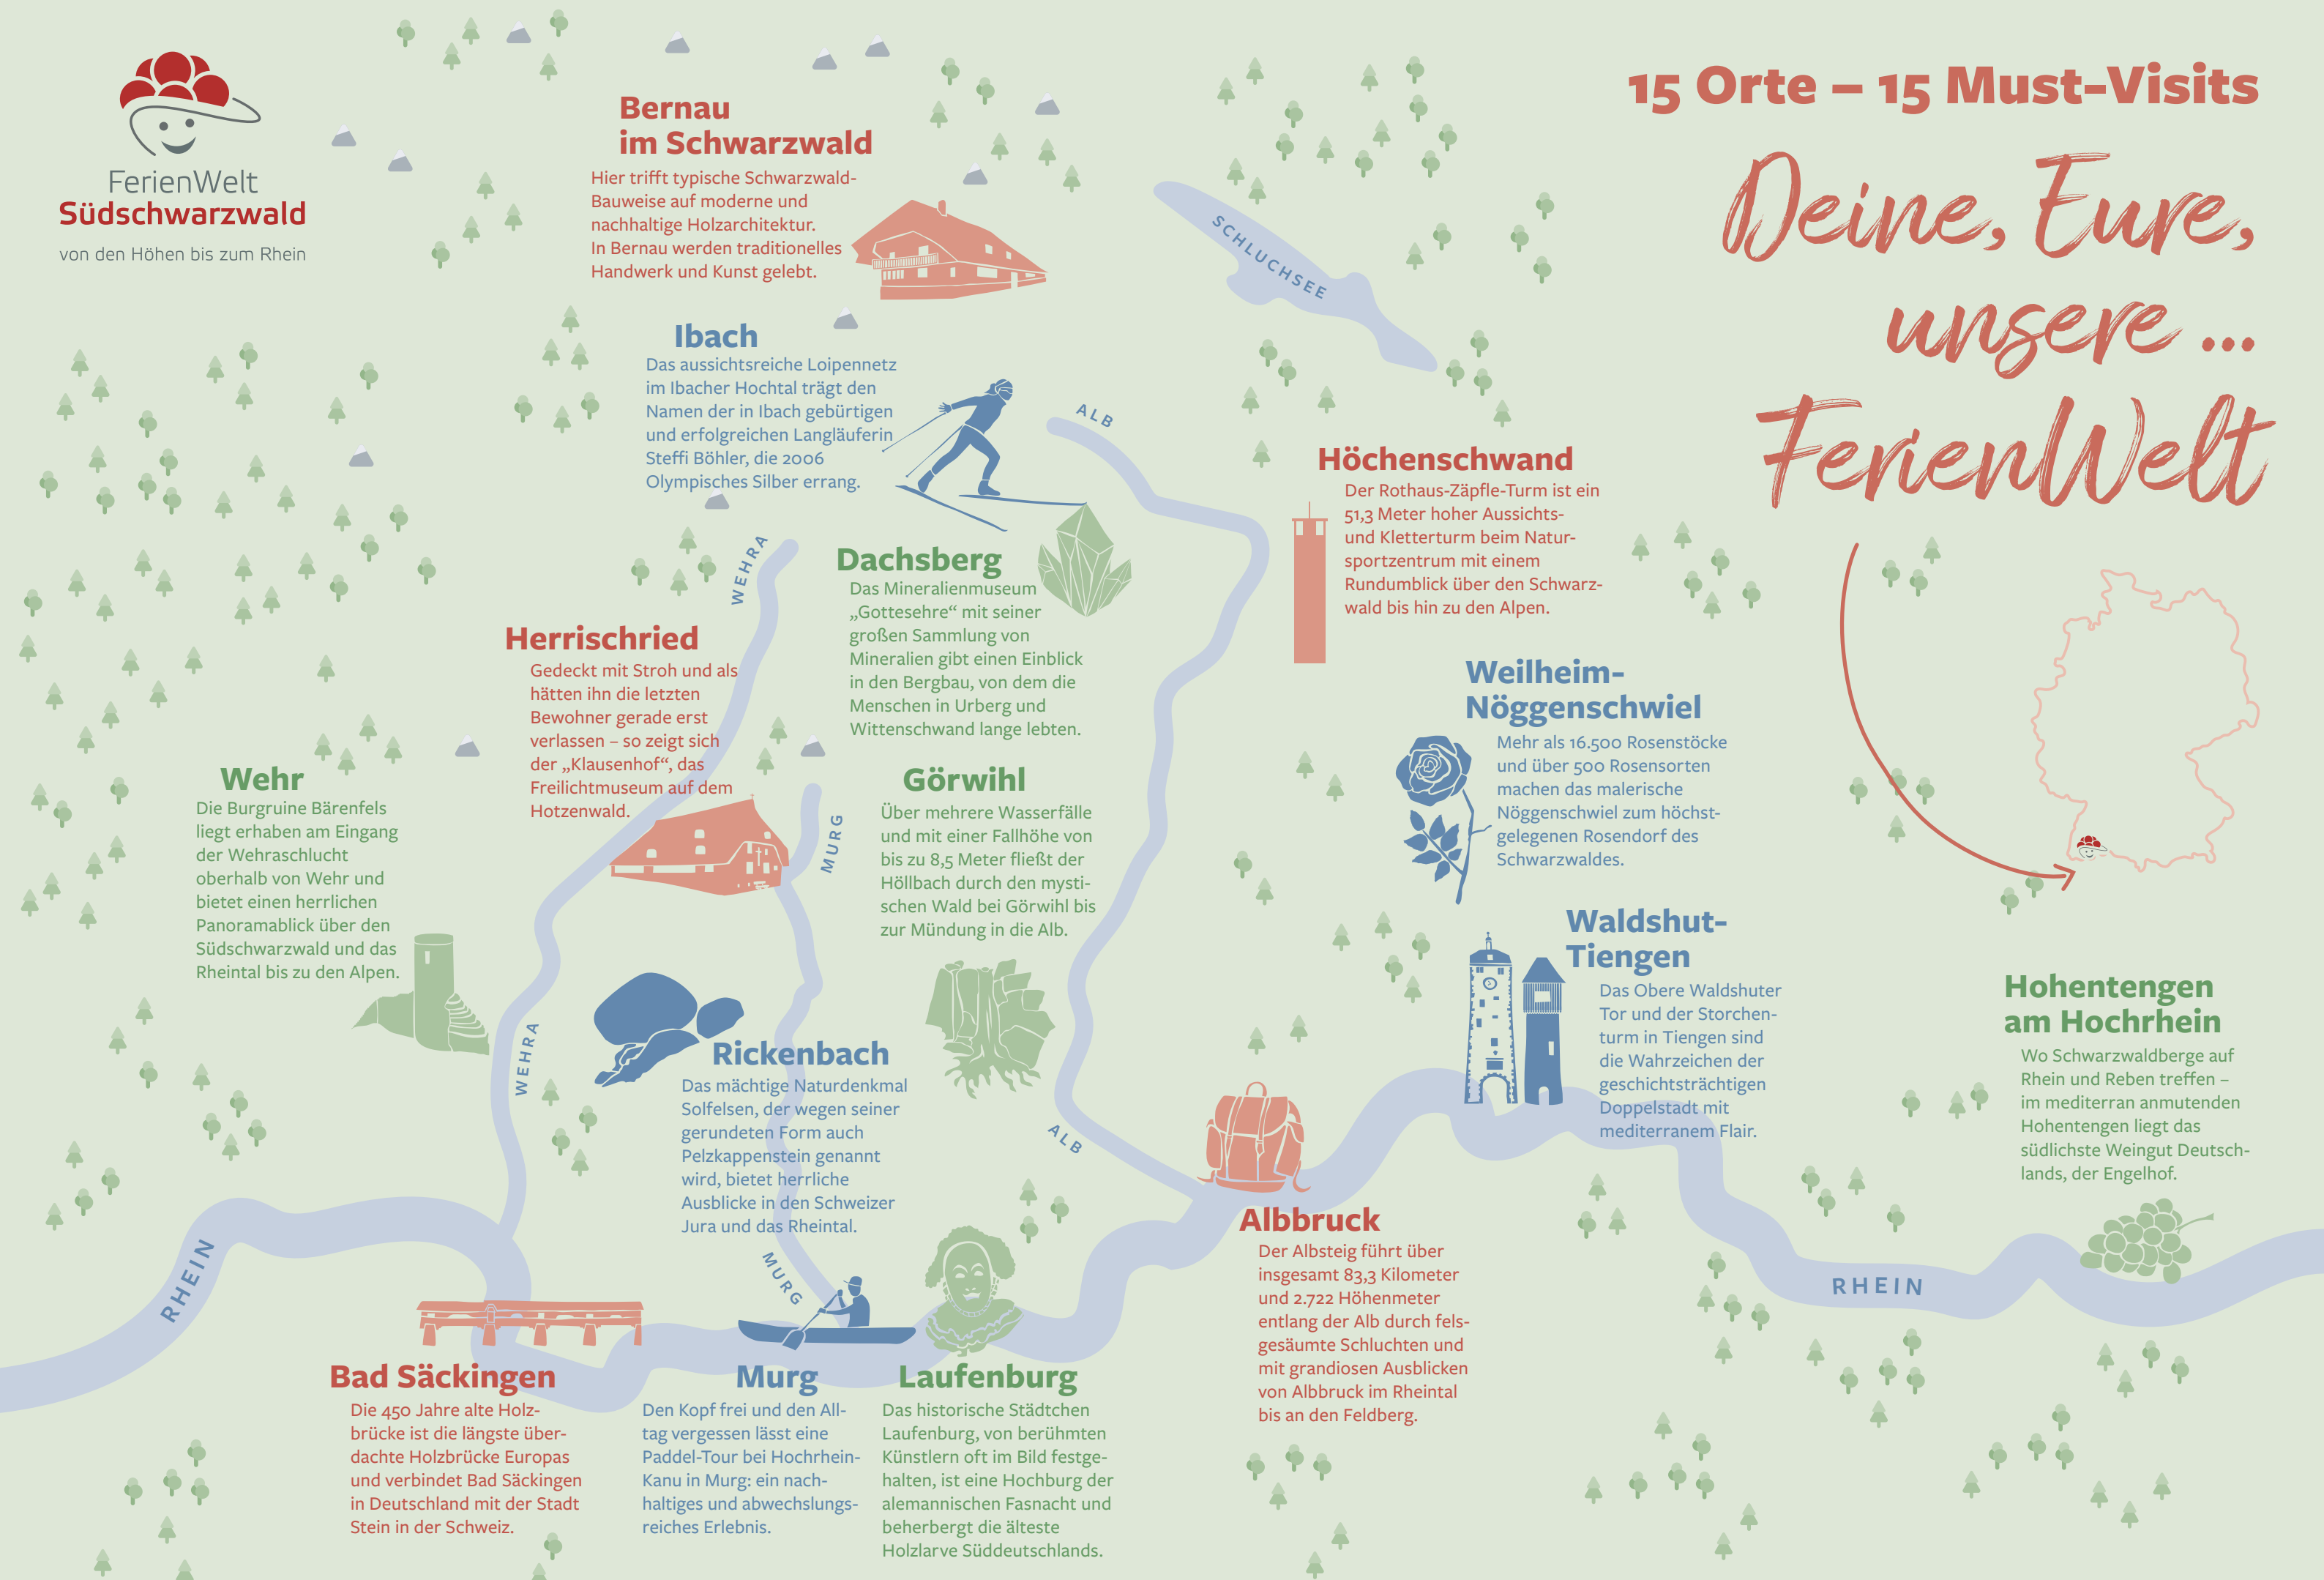 FerienWelt
Südschwarzwald
von den Höhen bis zum Rhein
15 Orte – 15 Must-Visits
Deine, Eure,
unsere ...
FerienWelt
Bernau
im Schwarzwald
Hier trifft typische Schwarzwald-
Bauweise auf moderne und
nachhaltige Holzarchitektur.
In Bernau werden traditionelles
Handwerk und Kunst gelebt.
SCHLUCHSEE
Ibach
Das aussichtsreiche Loipennetz
im Ibacher Hochtal trägt den
Namen der in Ibach gebürtigen
und erfolgreichen Langläuferin
Steffi Böhler, die 2006
Olympisches Silber errang.
ALB
Höchenschwand
Der Rothaus-Zäpfle-Turm ist ein
51,3 Meter hoher Aussichts-
und Kletterturm beim Natur-
sportzentrum mit einem
Rundumblick über den Schwarz-
wald bis hin zu den Alpen.
WEHRA
Dachsberg
Das Mineralienmuseum
„Gottesehre“ mit seiner
großen Sammlung von
Mineralien gibt einen Einblick
in den Bergbau, von dem die
Menschen in Urberg und
Wittenschwand lange lebten.
Herrischried
Gedeckt mit Stroh und als
hätten ihn die letzten
Bewohner gerade erst
verlassen – so zeigt sich
der „Klausenhof“, das
Freilichtmuseum auf dem
Hotzenwald.
Weilheim-
Nöggenschwiel
Mehr als 16.500 Rosenstöcke
und über 500 Rosensorten
machen das malerische
Nöggenschwiel zum höchst-
gelegenen Rosendorf des
Schwarzwaldes.
Wehr
Die Burgruine Bärenfels
liegt erhaben am Eingang
der Wehraschlucht
oberhalb von Wehr und
bietet einen herrlichen
Panoramablick über den
Südschwarzwald und das
Rheintal bis zu den Alpen.
MURG
Görwihl
Über mehrere Wasserfälle
und mit einer Fallhöhe von
bis zu 8,5 Meter fließt der
Höllbach durch den mysti-
schen Wald bei Görwihl bis
zur Mündung in die Alb.
Waldshut-
Tiengen
Das Obere Waldshuter
Tor und der Storchen-
turm in Tiengen sind
die Wahrzeichen der
geschichtsträchtigen
Doppelstadt mit
mediterranem Flair.
Hohentengen
am Hochrhein
Wo Schwarzwaldberge auf
Rhein und Reben treffen –
im mediterran anmutenden
Hohentengen liegt das
südlichste Weingut Deutsch-
lands, der Engelhof.
WEHRA
Rickenbach
Das mächtige Naturdenkmal
Solfelsen, der wegen seiner
gerundeten Form auch
Pelzkappenstein genannt
wird, bietet herrliche
Ausblicke in den Schweizer
Jura und das Rheintal.
ALB
Albbruck
Der Albsteig führt über
insgesamt 83,3 Kilometer
und 2.722 Höhenmeter
entlang der Alb durch fels-
gesäumte Schluchten und
mit grandiosen Ausblicken
von Albbruck im Rheintal
bis an den Feldberg.
RHEIN
MURG
RHEIN
Bad Säckingen
Die 450 Jahre alte Holz-
brücke ist die längste über-
dachte Holzbrücke Europas
und verbindet Bad Säckingen
in Deutschland mit der Stadt
Stein in der Schweiz.
Murg
Den Kopf frei und den All-
tag vergessen lässt eine
Paddel-Tour bei Hochrhein-
Kanu in Murg: ein nach-
haltiges und abwechslungs-
reiches Erlebnis.
Laufenburg
Das historische Städtchen
Laufenburg, von berühmten
Künstlern oft im Bild festge-
halten, ist eine Hochburg der
alemannischen Fasnacht und
beherbergt die älteste
Holzlarve Süddeutschlands.